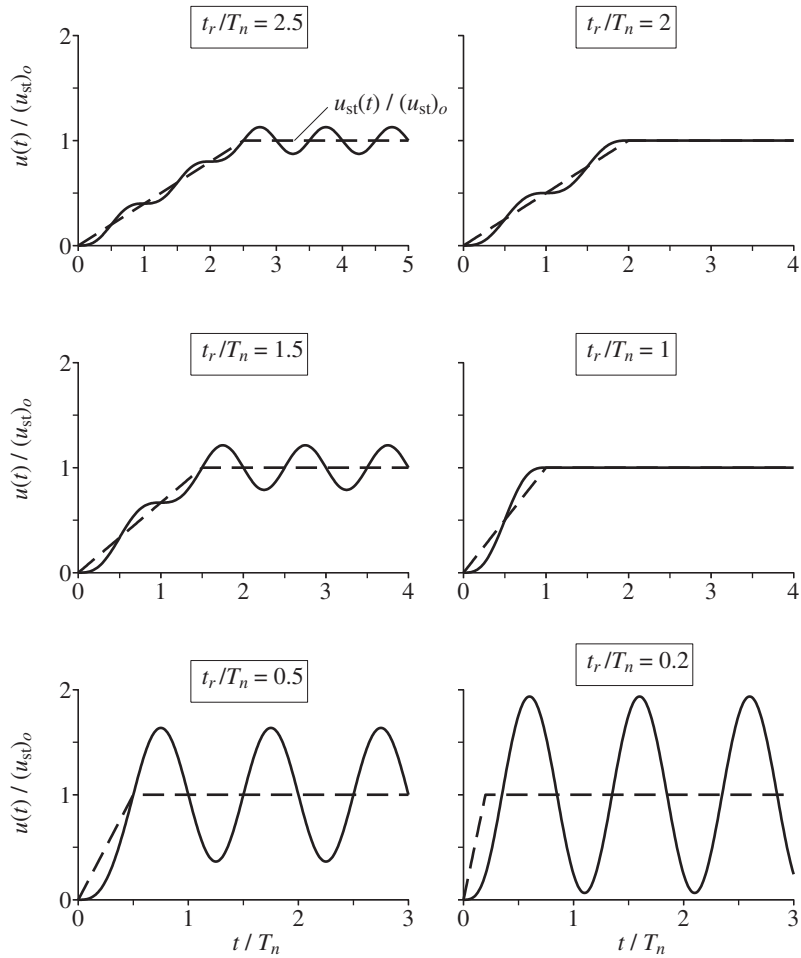 t_r /T_n = 2.5
t_r /T_n = 2
u(t) / (u_st)_o
2
1
0
u_st(t) / (u_st)_o
0 1 2 3 4 5
0 1 2 3 4
t_r /T_n = 1.5
t_r /T_n = 1
u(t) / (u_st)_o
2
1
0
0 1 2 3 4
0 1 2 3 4
t_r /T_n = 0.5
t_r /T_n = 0.2
u(t) / (u_st)_o
2
1
0
0 1 2 3
0 1 2 3
t / T_n
t / T_n